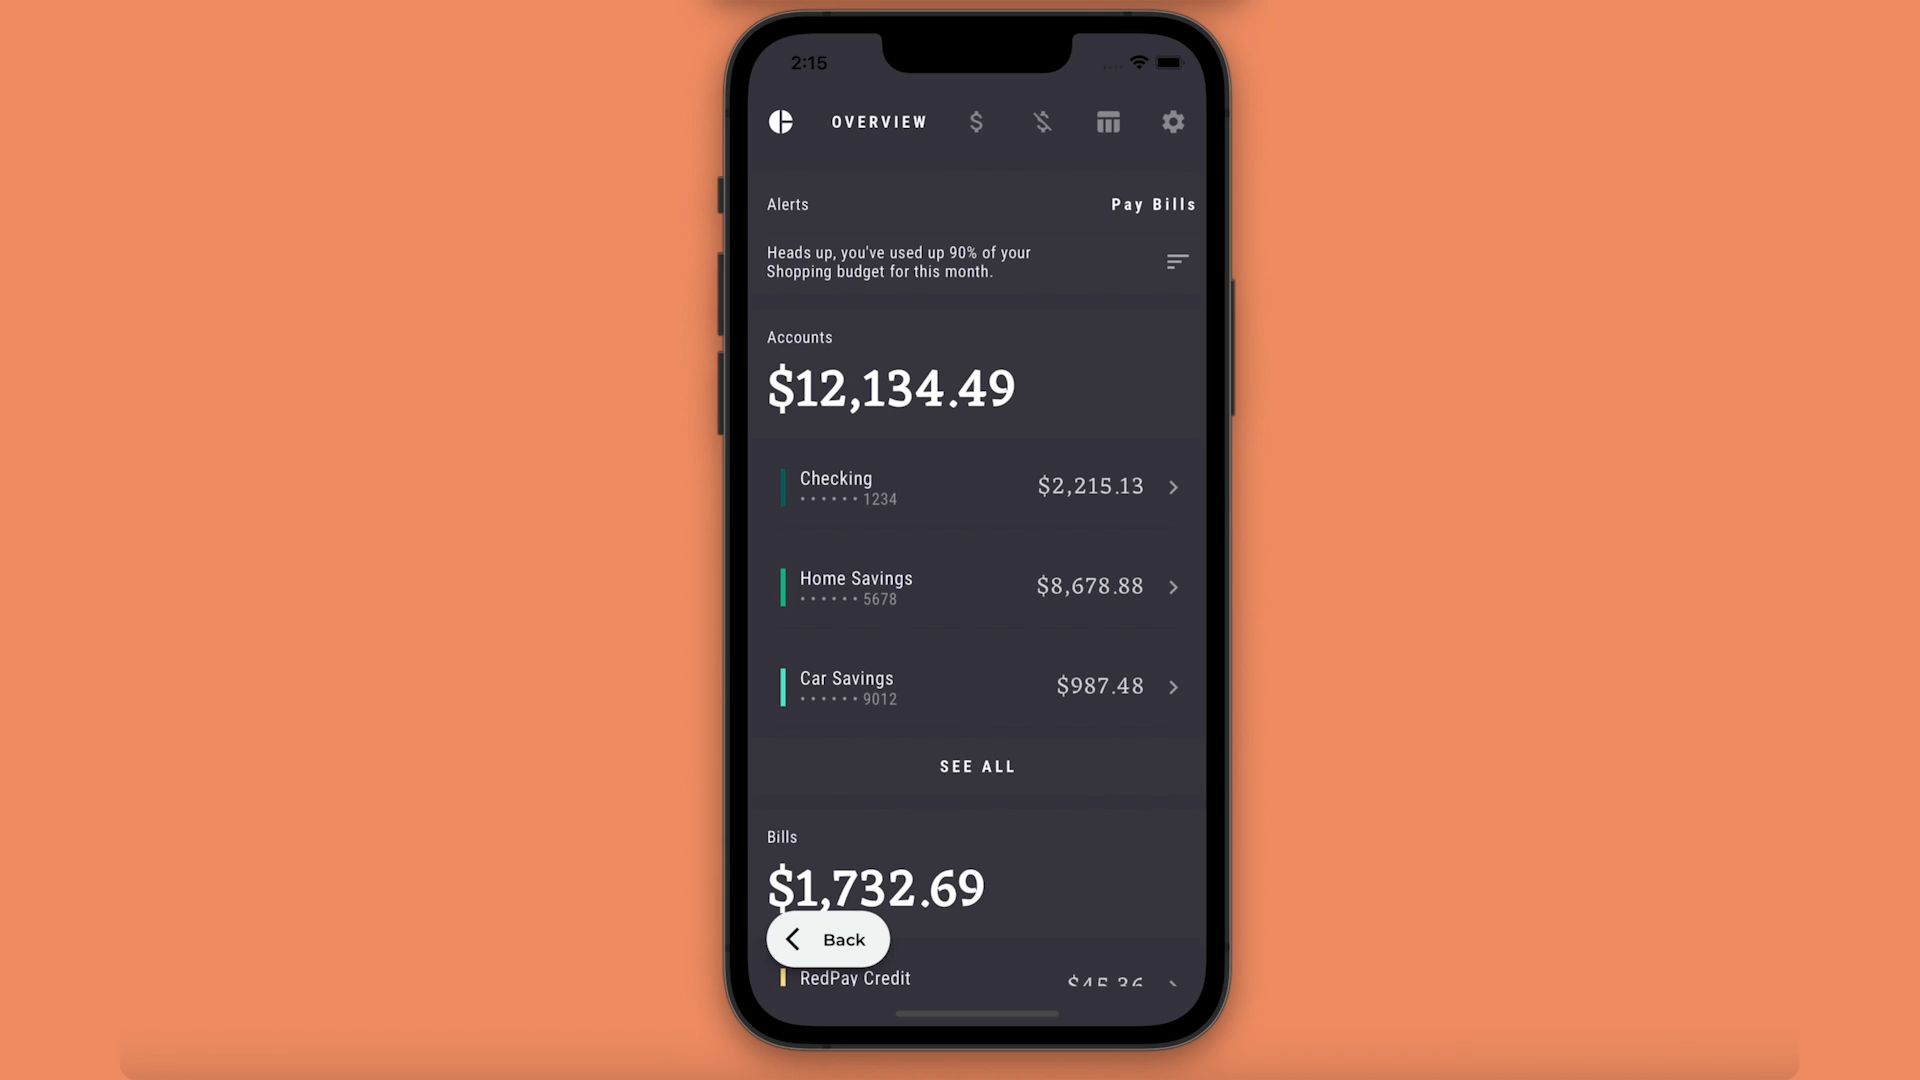 2:15
OVERVIEW
Alerts
Pay Bills
Heads up, you've used up 90% of your
Shopping budget for this month.
Accounts
$12,134.49
Checking
$2,215.13
• • • • • • 1234
Home Savings
$8,678.88
• • • • • • 5678
Car Savings
$987.48
• • • • • • 9012
SEE ALL
Bills
$1,732.69
Back
RedPay Credit
$45.36